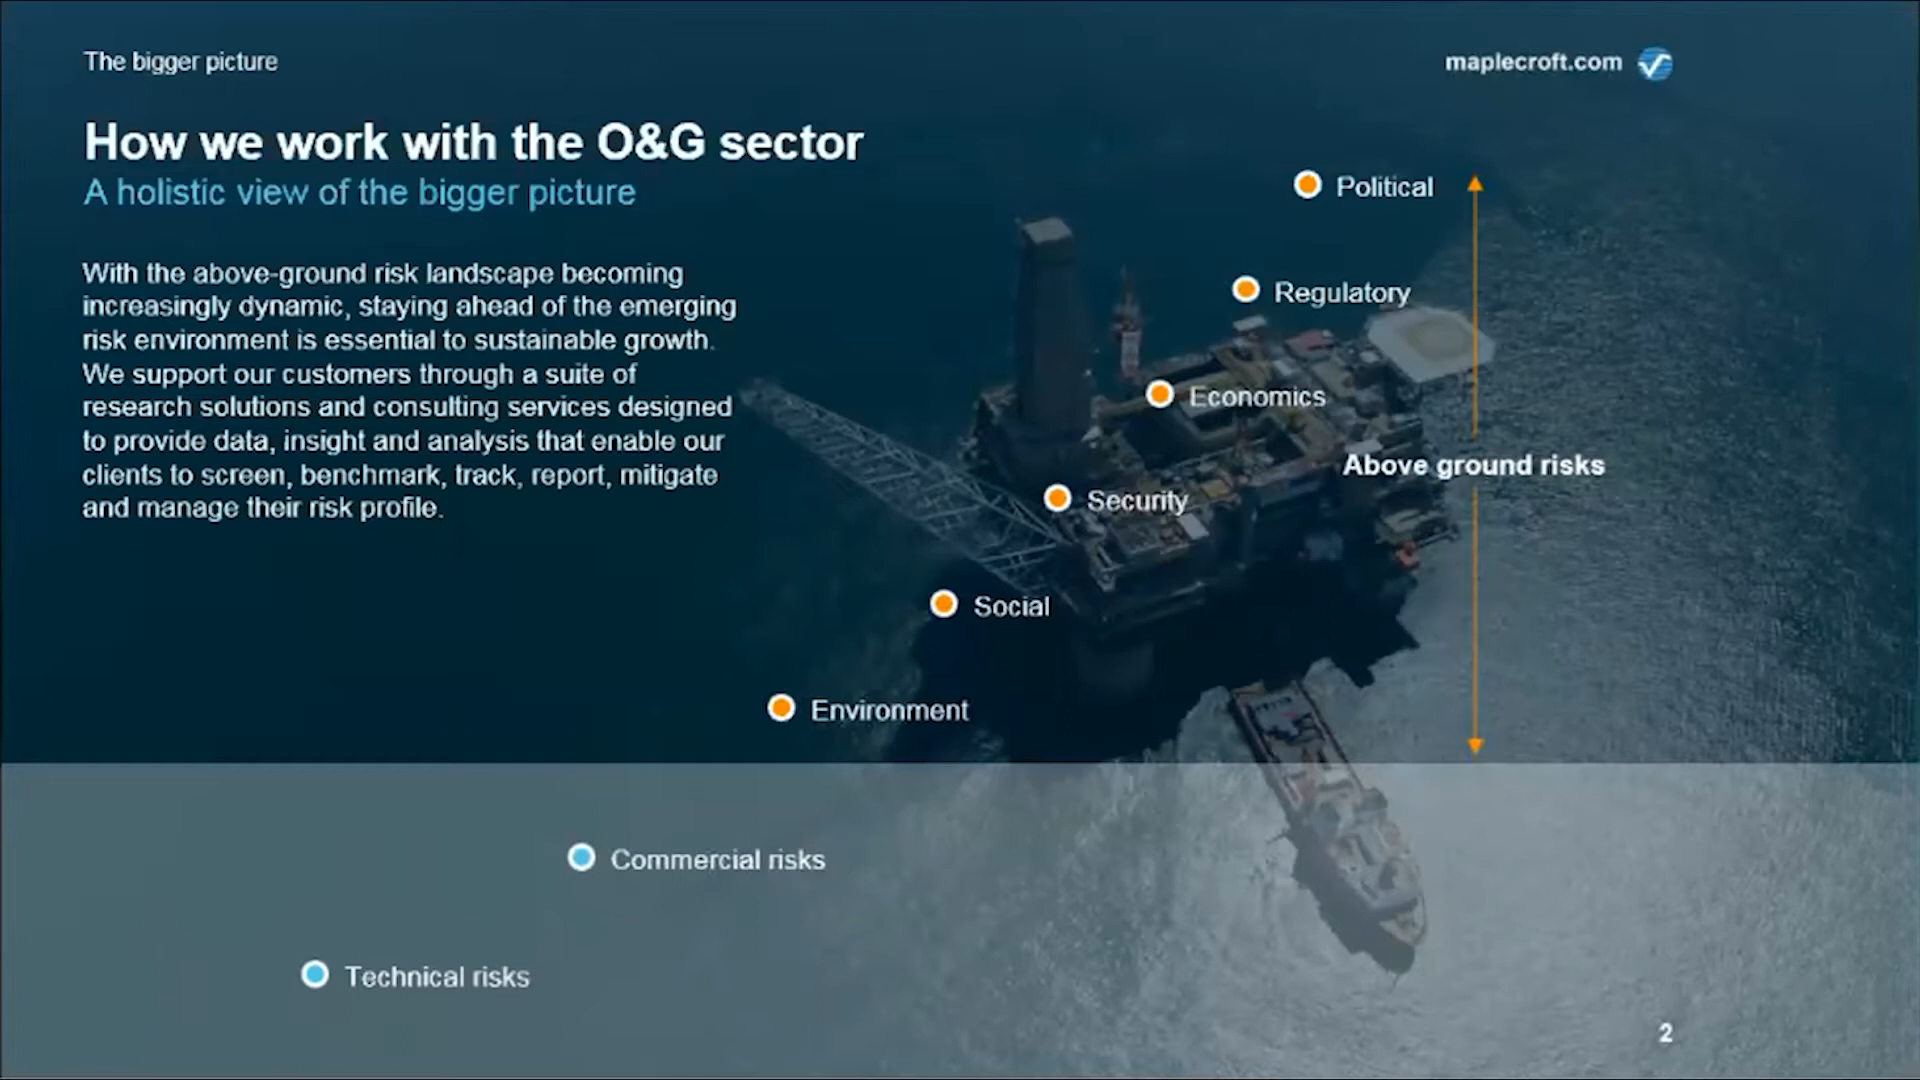 The bigger picture
maplecroft.com
How we work with the O&G sector
A holistic view of the bigger picture
With the above-ground risk landscape becoming
increasingly dynamic, staying ahead of the emerging
risk environment is essential to sustainable growth.
We support our customers through a suite of
research solutions and consulting services designed
to provide data, insight and analysis that enable our
clients to screen, benchmark, track, report, mitigate
and manage their risk profile.
Political
Regulatory
Economics
Above ground risks
Security
Social
Environment
Commercial risks
Technical risks
2